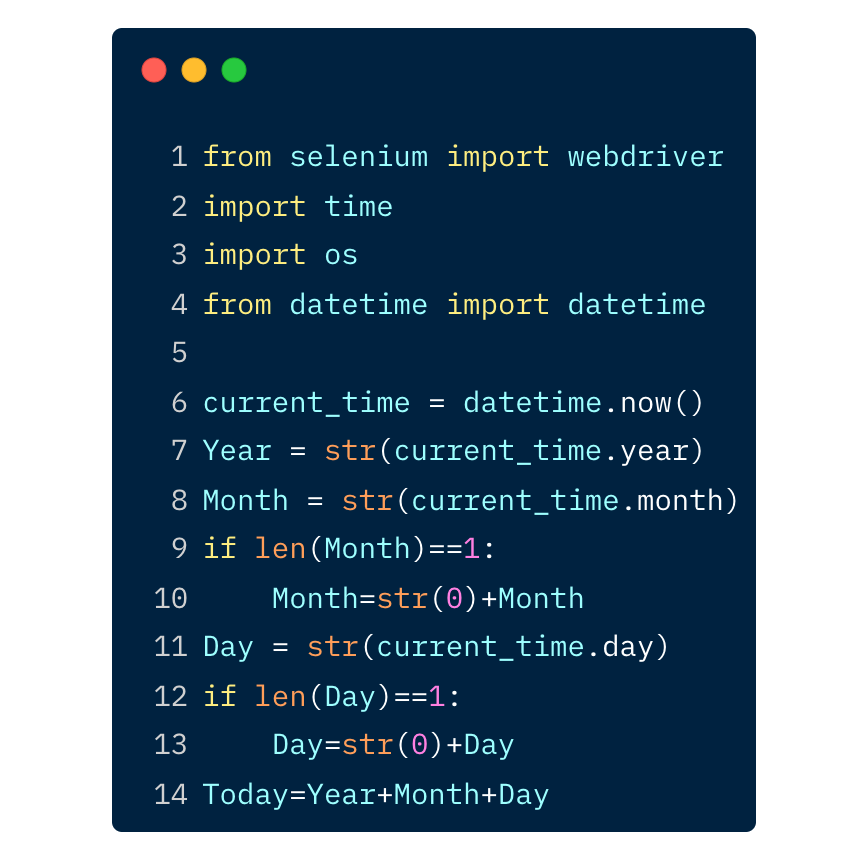 1 from selenium import webdriver
2 import time
3 import os
4 from datetime import datetime
5
6 current_time = datetime.now()
7 Year = str(current_time.year)
8 Month = str(current_time.month)
9 if len(Month)==1:
10     Month=str(0)+Month
11 Day = str(current_time.day)
12 if len(Day)==1:
13     Day=str(0)+Day
14 Today=Year+Month+Day